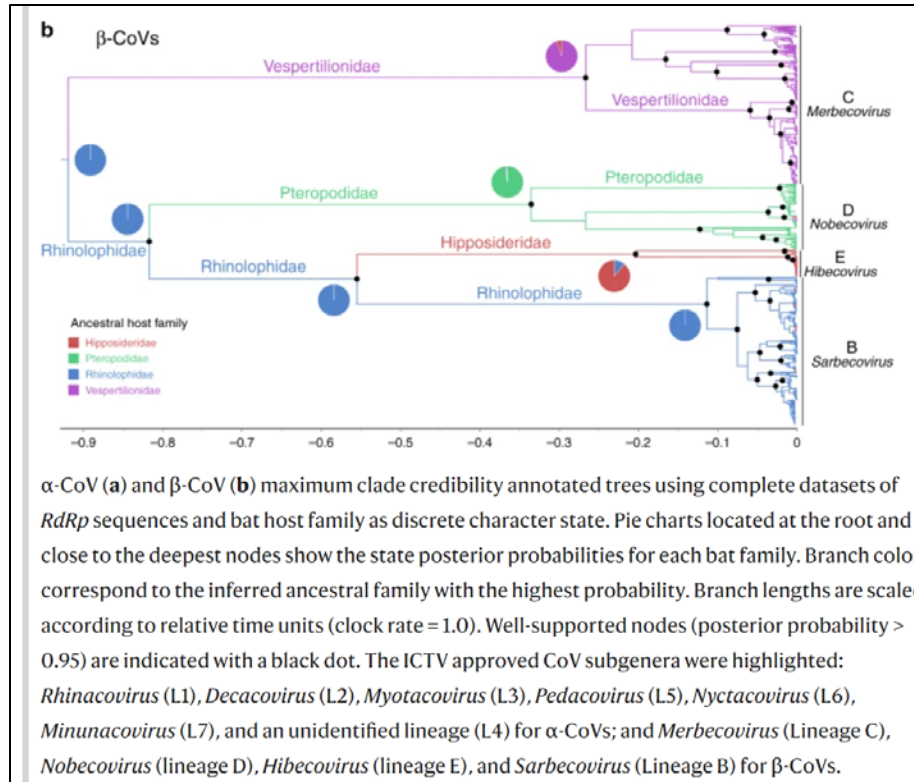 b
β-CoVs
Vespertilionidae
Vespertilionidae
C
Merbecovirus
Pteropodidae
Pteropodidae
D
Nobecovirus
Rhinolophidae
Hipposideridae
E
Hibecovirus
Rhinolophidae
Rhinolophidae
B
Sarbecovirus
Ancestral host family
Hipposideridae
Pteropodidae
Rhinolophidae
Vespertilionidae
−0.9 −0.8 −0.7 −0.6 −0.5 −0.4 −0.3 −0.2 −0.1 0
α-CoV (a) and β-CoV (b) maximum clade credibility annotated trees using complete datasets of
RdRp sequences and bat host family as discrete character state. Pie charts located at the root and
close to the deepest nodes show the state posterior probabilities for each bat family. Branch colo
correspond to the inferred ancestral family with the highest probability. Branch lengths are scale
according to relative time units (clock rate = 1.0). Well-supported nodes (posterior probability >
0.95) are indicated with a black dot. The ICTV approved CoV subgenera were highlighted:
Rhinacovirus (L1), Decacovirus (L2), Myotacovirus (L3), Pedacovirus (L5), Nyctacovirus (L6),
Minunacovirus (L7), and an unidentified lineage (L4) for α-CoVs; and Merbecovirus (Lineage C),
Nobecovirus (lineage D), Hibecovirus (lineage E), and Sarbecovirus (Lineage B) for β-CoVs.